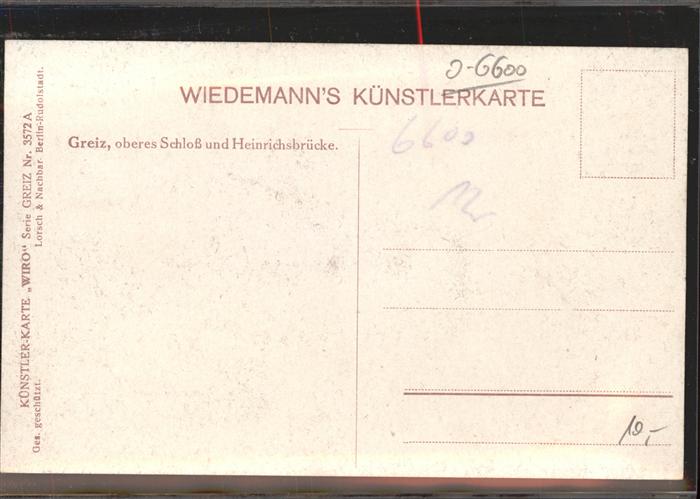 O-6600
WIEDEMANN'S KÜNSTLERKARTE
Greiz, oberes Schloß und Heinrichsbrücke.
6600
10,-
KÜNSTLER-KARTE „WIRO“ Serie GREIZ Nr. 3572 A
Ges. geschützt.
Lorsch & Nachbar. Berlin-Rudolstadt.